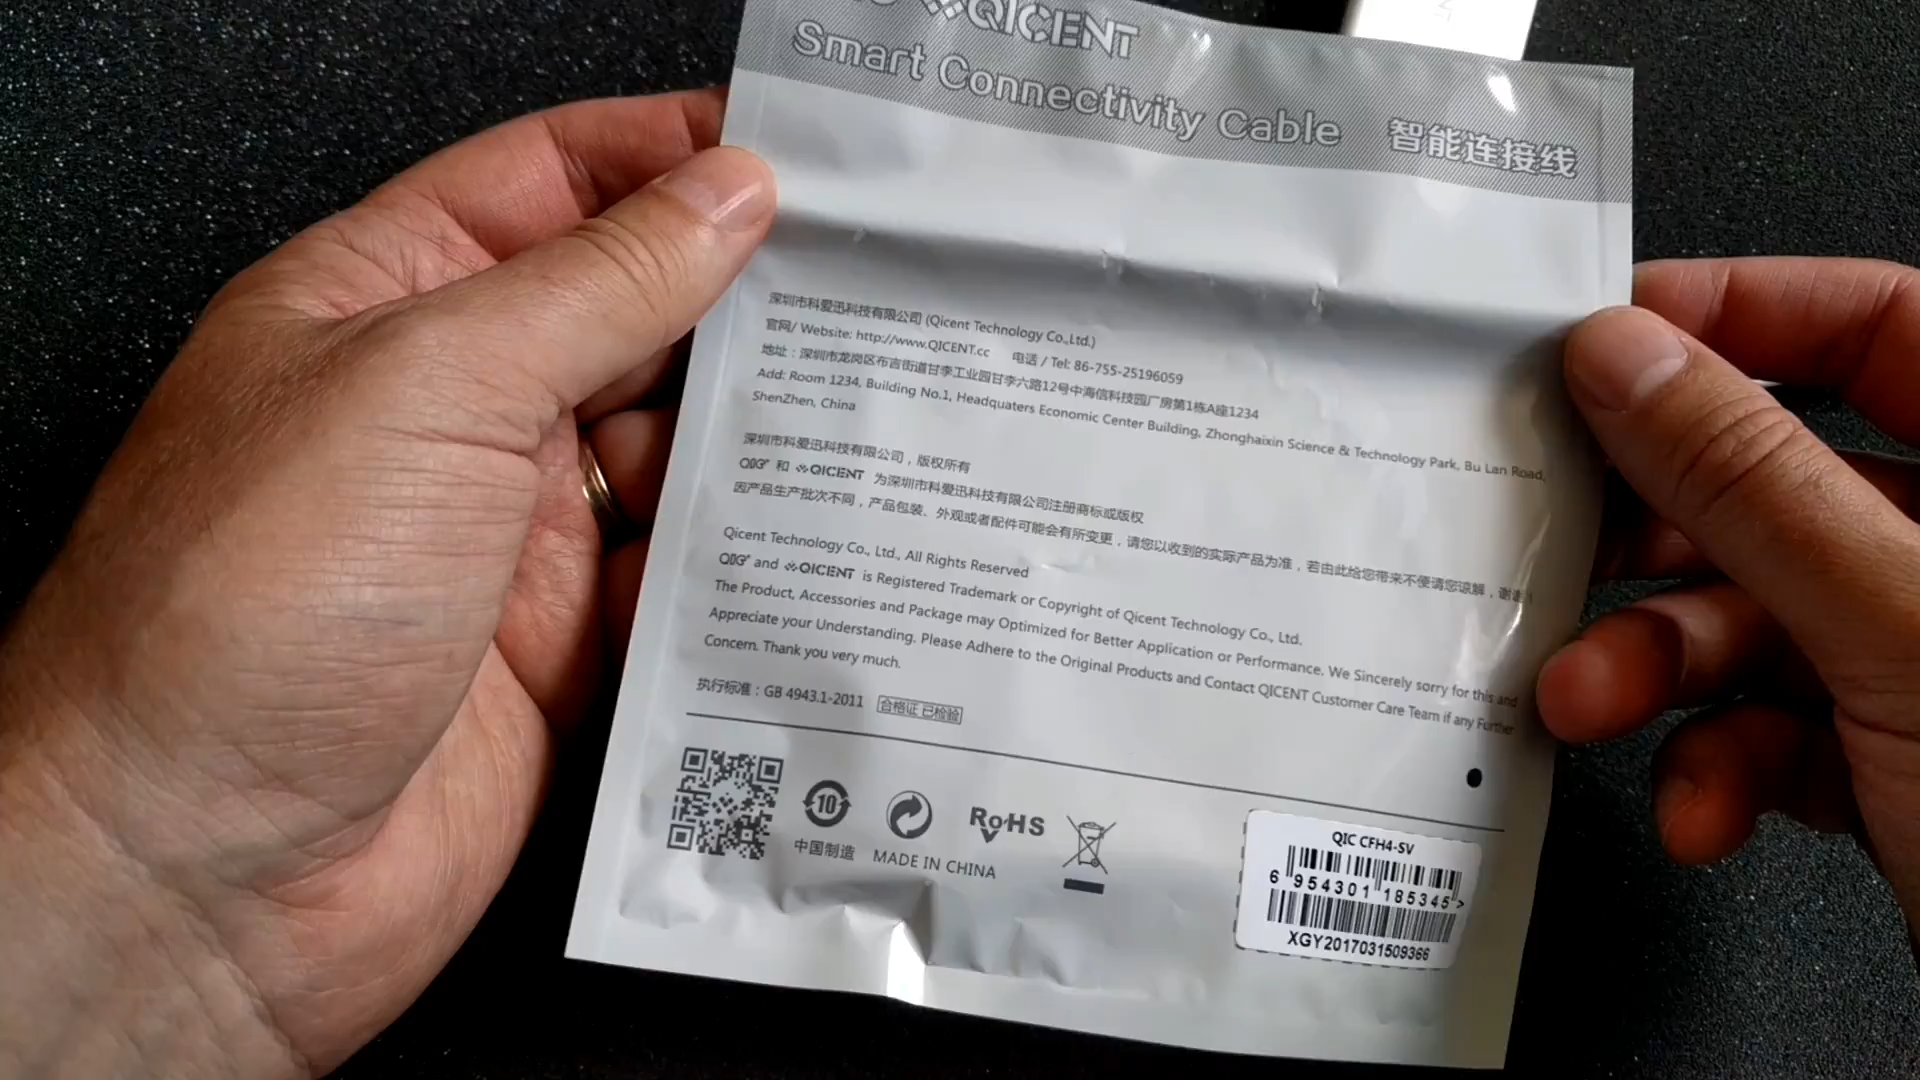 QICENT
Smart Connectivity Cable 智能连接线
深圳市科爱迅科技有限公司 (Qicent Technology Co.,Ltd.)
官网/ Website: http://www.QICENT.cc 电话 / Tel: 86-755-25196059
地址：深圳市龙岗区布吉街道甘李工业园甘李六路12号中海信科技园厂房第1栋A座1234
Add: Room 1234, Building No.1, Headquaters Economic Center Building, Zhonghaixin Science & Technology Park, Bu Lan Road,
ShenZhen, China
深圳市科爱迅科技有限公司，版权所有
和 QICENT 为深圳市科爱迅科技有限公司注册商标或版权
因产品生产批次不同，产品包装、外观或者配件可能会有所变更，请您以收到的实际产品为准，若由此给您带来不便请您谅解，谢谢！
Qicent Technology Co., Ltd., All Rights Reserved
and QICENT is Registered Trademark or Copyright of Qicent Technology Co., Ltd.
The Product, Accessories and Package may Optimized for Better Application or Performance. We Sincerely sorry for this and
Appreciate your Understanding. Please Adhere to the Original Products and Contact QICENT Customer Care Team if any Further
Concern. Thank you very much.
执行标准：GB 4943.1-2011 合格证 已检验
10
中国制造
MADE IN CHINA
RoHS
QIC CFH4-SV
6 954301 185345 >
XGY2017031509366